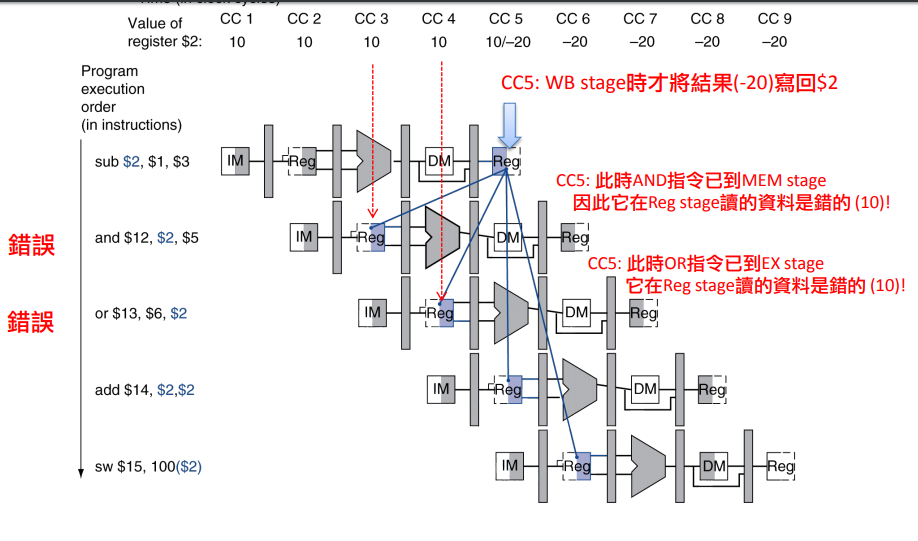 Time (in clock cycles)
Value of
register $2:
CC 1 CC 2 CC 3 CC 4 CC 5 CC 6 CC 7 CC 8 CC 9
10 10 10 10 10/–20 –20 –20 –20 –20
Program
execution
order
(in instructions)
CC5: WB stage時才將結果(-20)寫回$2
sub $2, $1, $3
IM Reg DM Reg
CC5: 此時AND指令已到MEM stage
因此它在Reg stage讀的資料是錯的 (10)!
錯誤
and $12, $2, $5
IM Reg DM Reg
CC5: 此時OR指令已到EX stage
它在Reg stage讀的資料是錯的 (10)!
錯誤
or $13, $6, $2
IM Reg DM Reg
add $14, $2,$2
IM Reg DM Reg
sw $15, 100($2)
IM Reg DM Reg